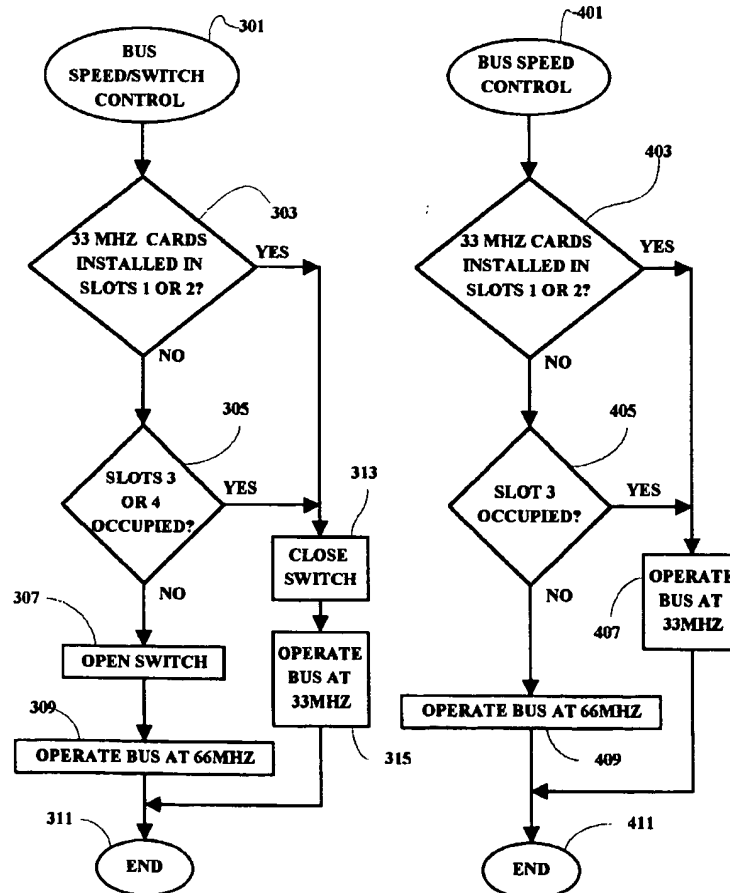 301
BUS
SPEED/SWITCH
CONTROL
303
33 MHZ CARDS
INSTALLED IN
SLOTS 1 OR 2?
YES
NO
305
SLOTS 3
OR 4
OCCUPIED?
YES
NO
313
CLOSE
SWITCH
307
OPEN SWITCH
OPERATE
BUS AT
33MHZ
315
309
OPERATE BUS AT 66MHZ
311
END
401
BUS SPEED
CONTROL
403
33 MHZ CARDS
INSTALLED IN
SLOTS 1 OR 2?
YES
NO
405
SLOT 3
OCCUPIED?
YES
NO
OPERATE
BUS AT
33MHZ
407
OPERATE BUS AT 66MHZ
409
411
END